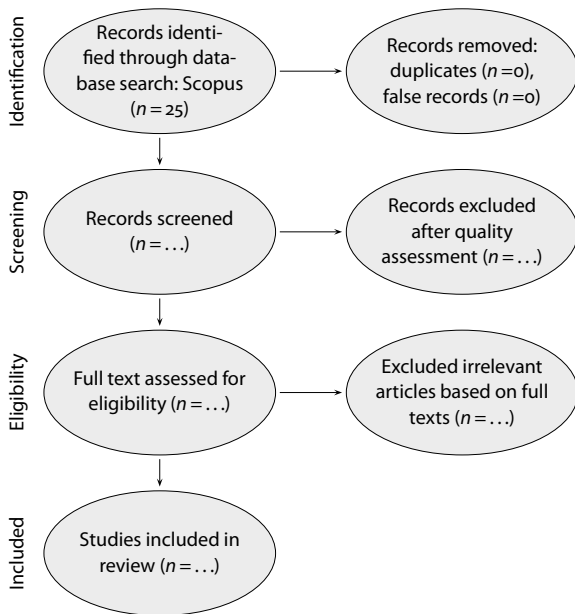 Identification
Records identi-
fied through data-
base search: Scopus
(n = 25)
Records removed:
duplicates (n =0),
false records (n =0)
Screening
Records screened
(n = ...)
Records excluded
after quality
assessment (n = ...)
Eligibility
Full text assessed for
eligibility (n = ...)
Excluded irrelevant
articles based on full
texts (n = ...)
Included
Studies included in
review (n = ...)